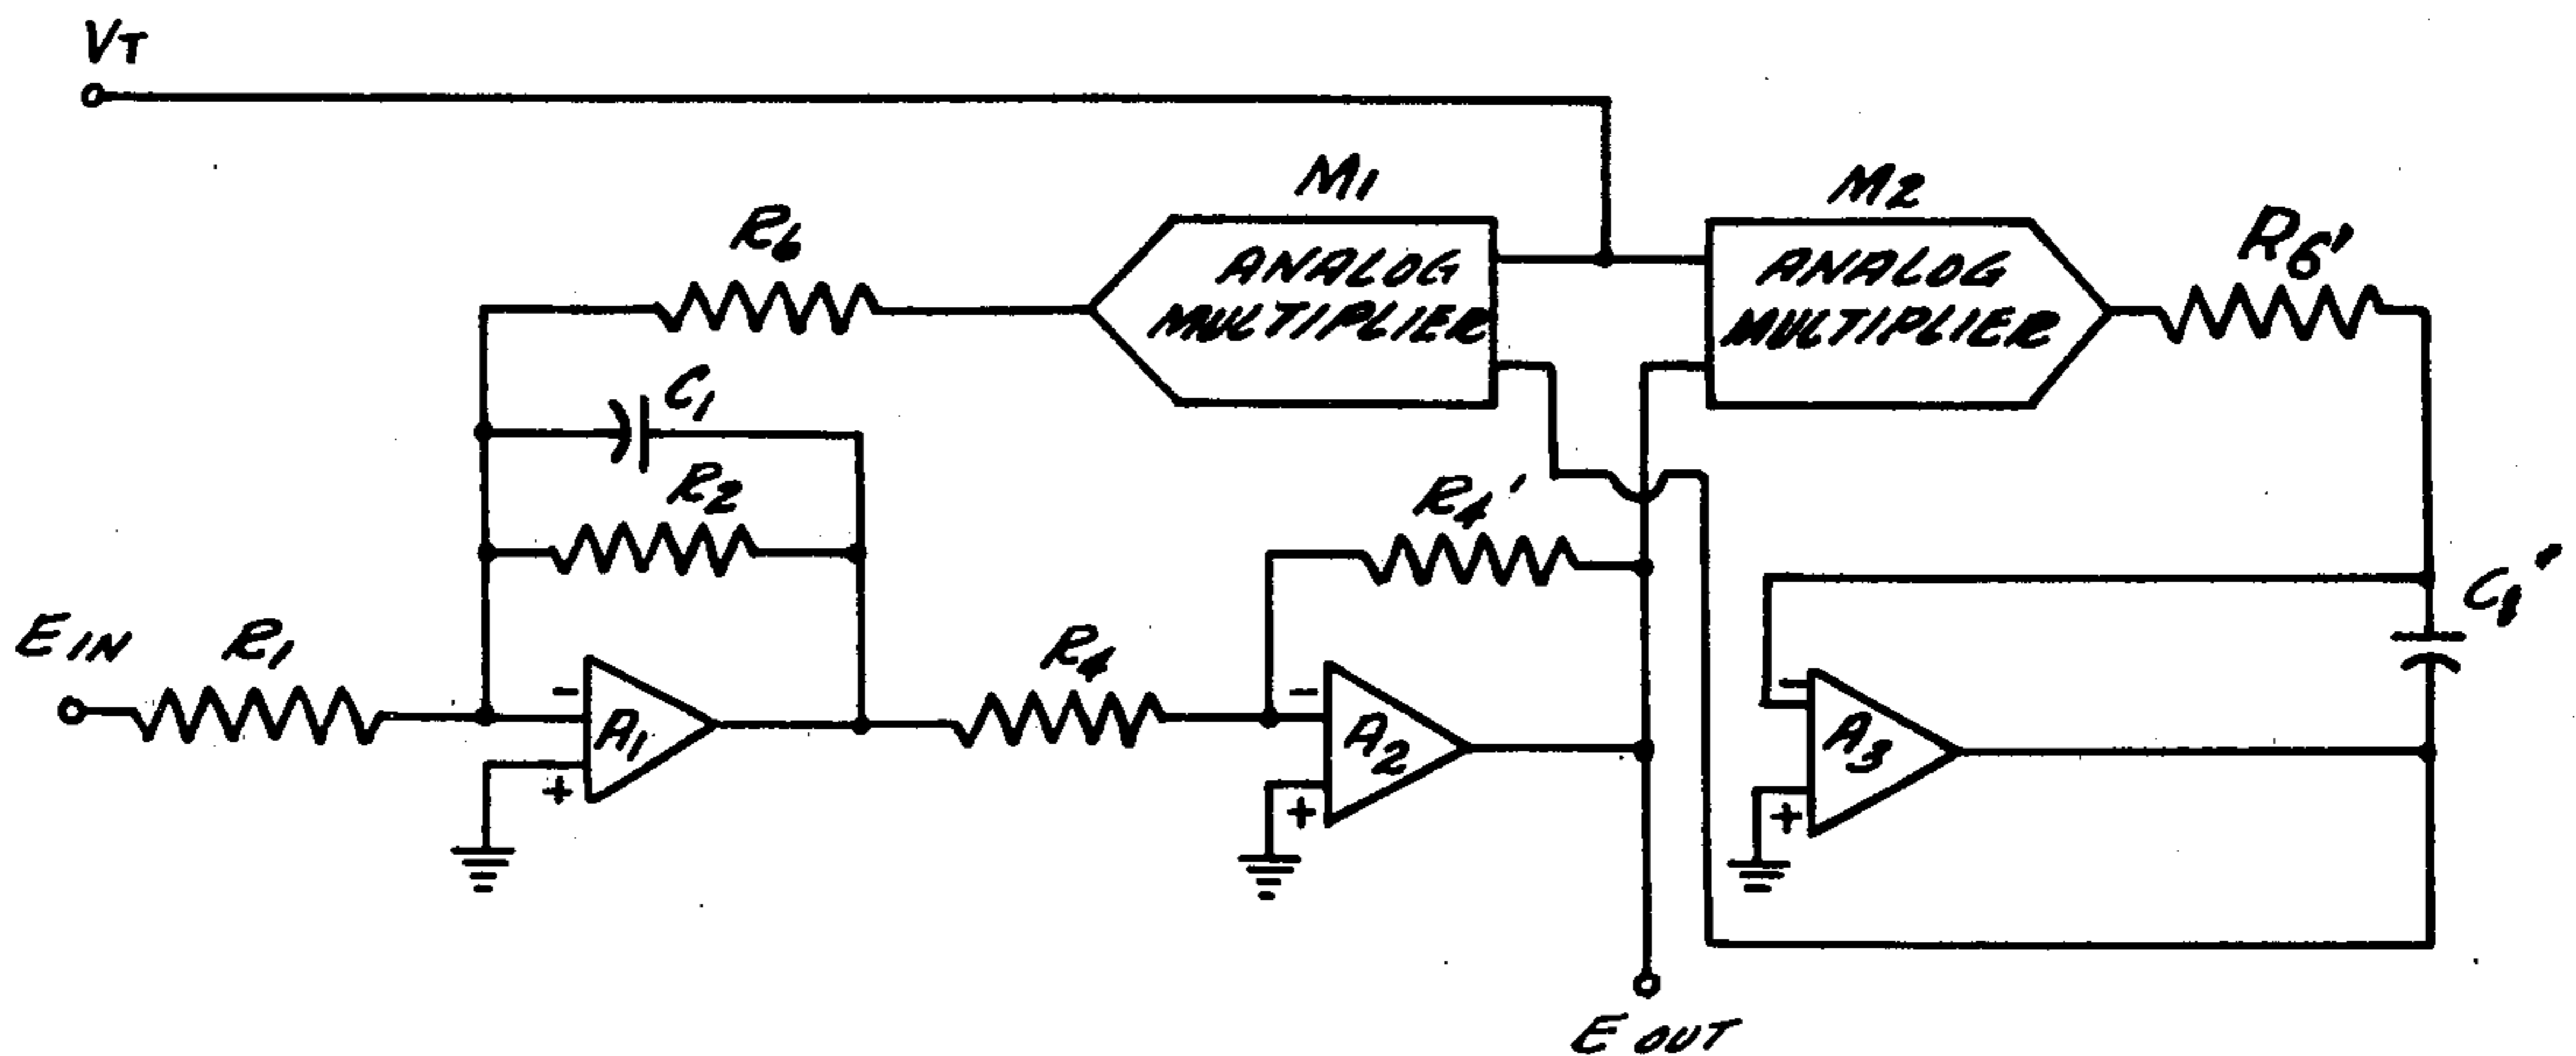 VT
M1
M2
R6
R6'
ANALOG
MULTIPLIER
ANALOG
MULTIPLIER
C1
R2
R4'
C1'
E IN
R1
R4
-
A1
+
-
A2
+
-
A3
+
E OUT